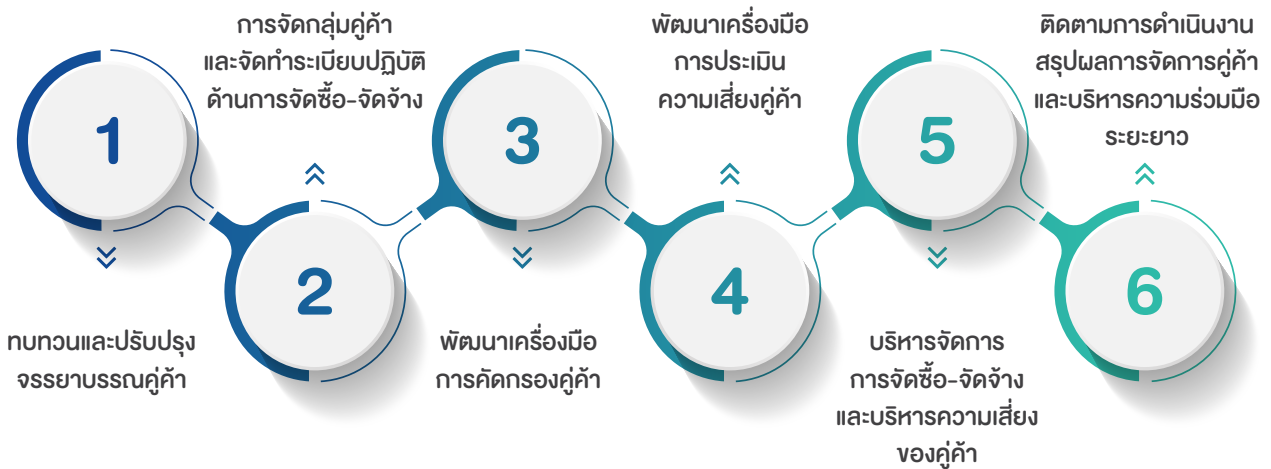 1
ทบทวนและปรับปรุง
จรรยาบรรณคู่ค้า
การจัดกลุ่มคู่ค้า
และจัดทำระเบียบปฏิบัติ
ด้านการจัดซื้อ-จัดจ้าง
2
3
พัฒนาเครื่องมือ
การคัดกรองคู่ค้า
พัฒนาเครื่องมือ
การประเมิน
ความเสี่ยงคู่ค้า
4
5
บริหารจัดการ
การจัดซื้อ-จัดจ้าง
และบริหารความเสี่ยง
ของคู่ค้า
ติดตามการดำเนินงาน
สรุปผลการจัดการคู่ค้า
และบริหารความร่วมมือ
ระยะยาว
6